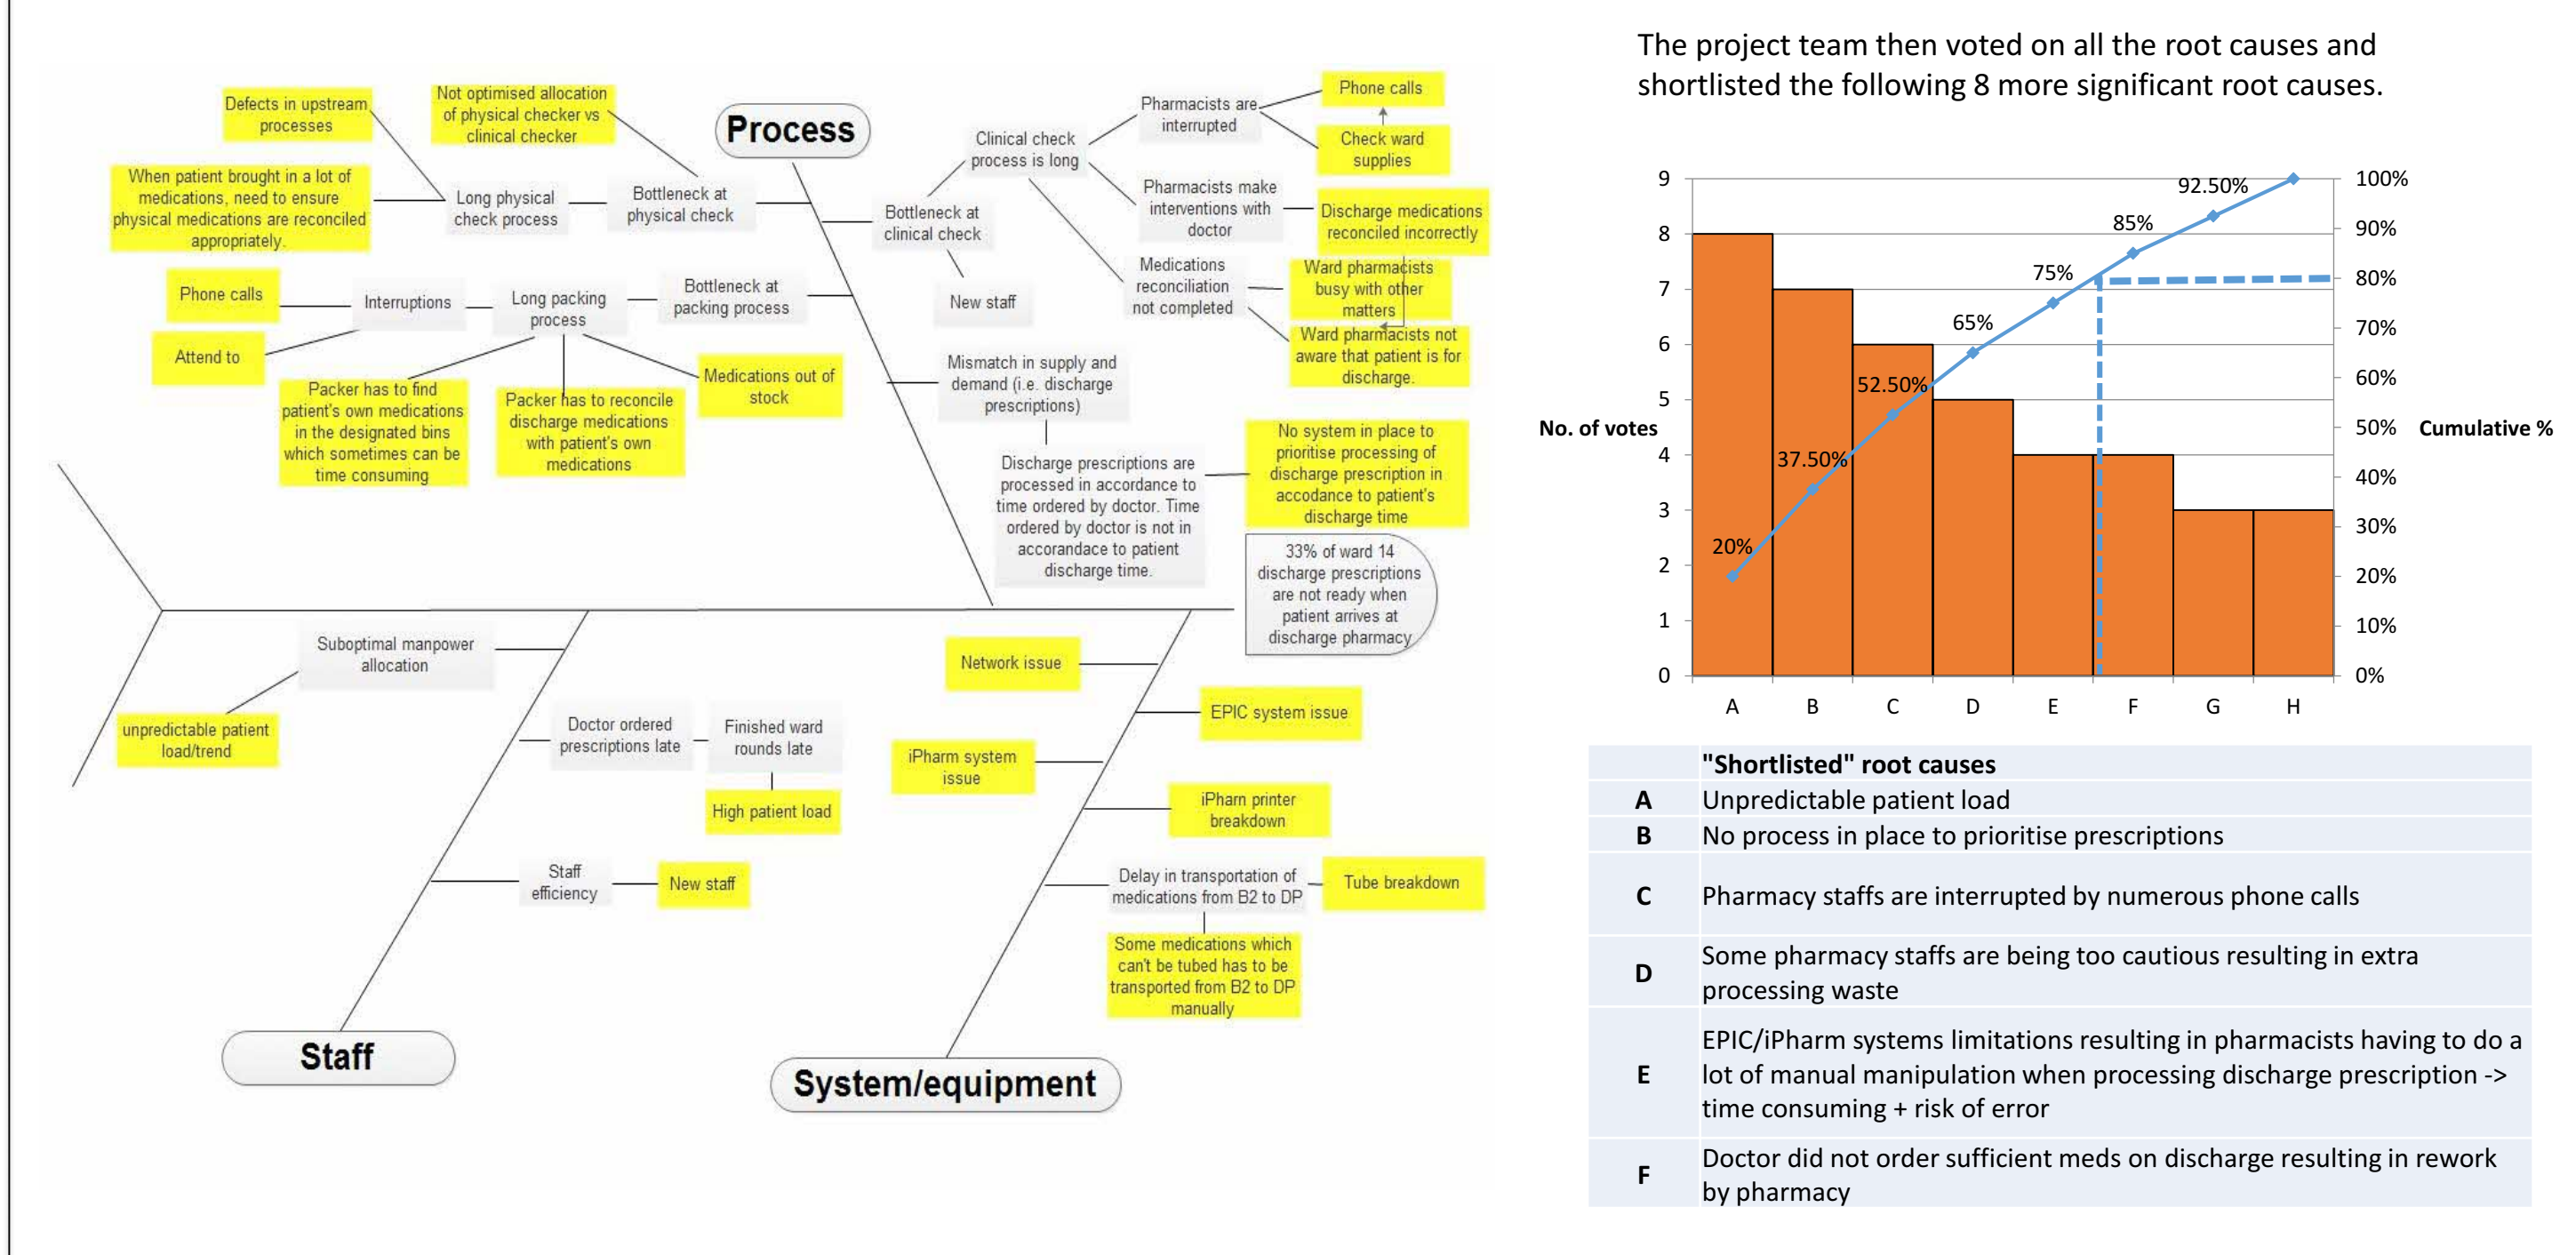 The project team then voted on all the root causes and
shortlisted the following 8 more significant root causes.
Process
Defects in upstream
processes
Not optimised allocation
of physical checker vs
clinical checker
When patient brought in a lot of
medications, need to ensure
physical medications are reconciled
appropriately.
Long physical
check process
Bottleneck at
physical check
Phone calls
Interruptions
Long packing
process
Bottleneck at
packing process
Attend to
Packer has to find
patient's own medications
in the designated bins
which sometimes can be
time consuming
Packer has to reconcile
discharge medications
with patient's own
medications
Medications out of
stock
Bottleneck at
clinical check
Clinical check
process is long
New staff
Pharmacists are
interrupted
Phone calls
Check ward
supplies
Pharmacists make
interventions with
doctor
Discharge medications
reconciled incorrectly
Medications
reconciliation
not completed
Ward pharmacists
busy with other
matters
Ward pharmacists not
aware that patient is for
discharge.
Mismatch in supply and
demand (i.e. discharge
prescriptions)
Discharge prescriptions are
processed in accordance to
time ordered by doctor. Time
ordered by doctor is not in
accorandace to patient
discharge time.
No system in place to
prioritise processing of
discharge prescription in
accodance to patient's
discharge time
33% of ward 14
discharge prescriptions
are not ready when
patient arrives at
discharge pharmacy
Suboptimal manpower
allocation
unpredictable patient
load/trend
Doctor ordered
prescriptions late
Finished ward
rounds late
High patient load
Staff
efficiency
New staff
Staff
Network issue
EPIC system issue
iPharm system
issue
iPharn printer
breakdown
Delay in transportation of
medications from B2 to DP
Tube breakdown
Some medications which
can't be tubed has to be
transported from B2 to DP
manually
System/equipment
9
8
7
6
5
4
3
2
1
0
No. of votes
20%
37.50%
52.50%
65%
75%
85%
92.50%
100%
90%
80%
70%
60%
50%
40%
30%
20%
10%
0%
Cumulative %
A
B
C
D
E
F
G
H
"Shortlisted" root causes
A Unpredictable patient load
B No process in place to prioritise prescriptions
C Pharmacy staffs are interrupted by numerous phone calls
D Some pharmacy staffs are being too cautious resulting in extra
processing waste
E EPIC/iPharm systems limitations resulting in pharmacists having to do a
lot of manual manipulation when processing discharge prescription ->
time consuming + risk of error
F Doctor did not order sufficient meds on discharge resulting in rework
by pharmacy